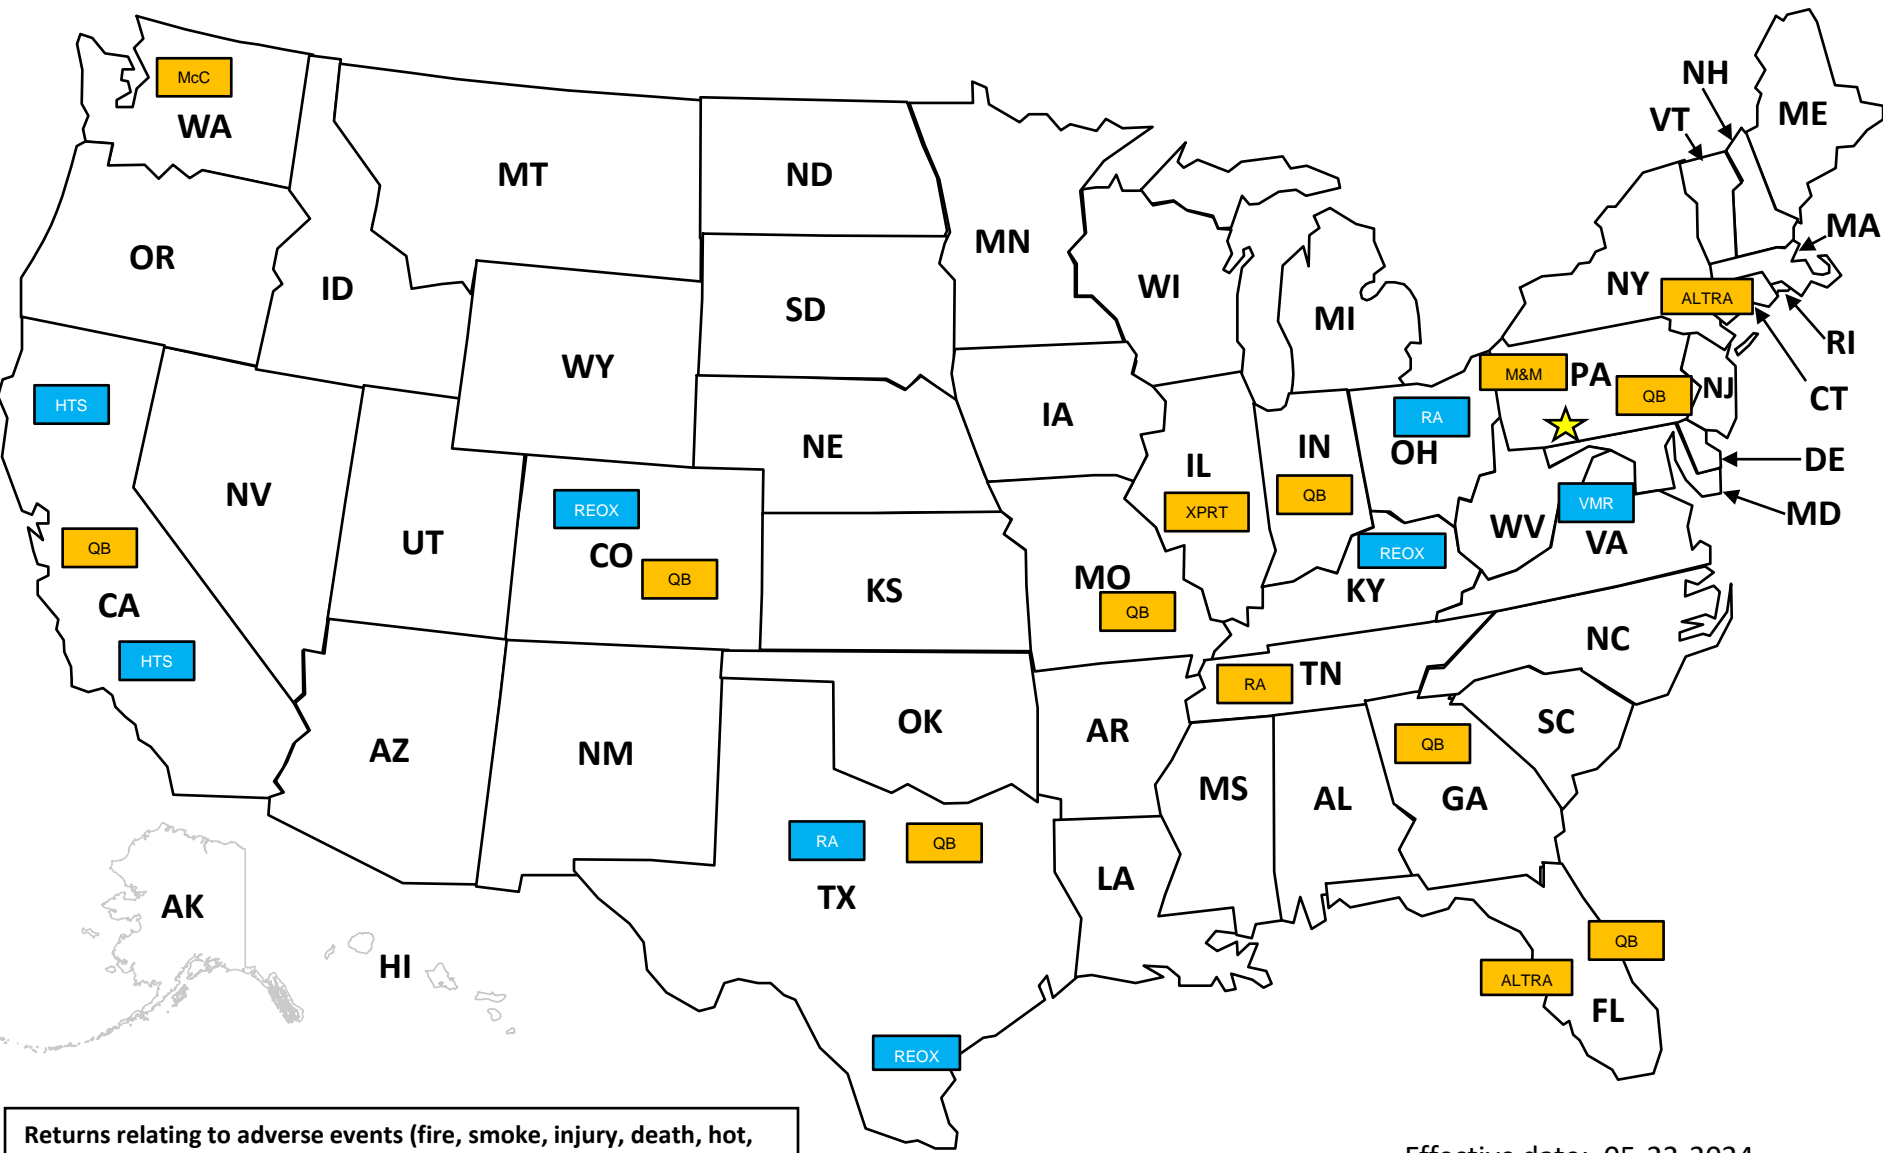 NH
McC
ME
VT
WA
MT
ND
MA
MN
OR
NY
ID
WI
ALTRA
SD
MI
RI
WY
M&M
PA
NJ
QB
CT
HTS
RA
IA
NE
IN
OH
DE
IL
NV
QB
VMR
REOX
XPRT
MD
WV
UT
VA
QB
CO
REOX
MO
QB
KS
KY
CA
QB
NC
HTS
TN
RA
OK
SC
AR
QB
AZ
NM
MS
AL
GA
RA
QB
LA
TX
AK
QB
HI
ALTRA
FL
REOX
Returns relating to adverse events (fire, smoke, injury, death, hot,